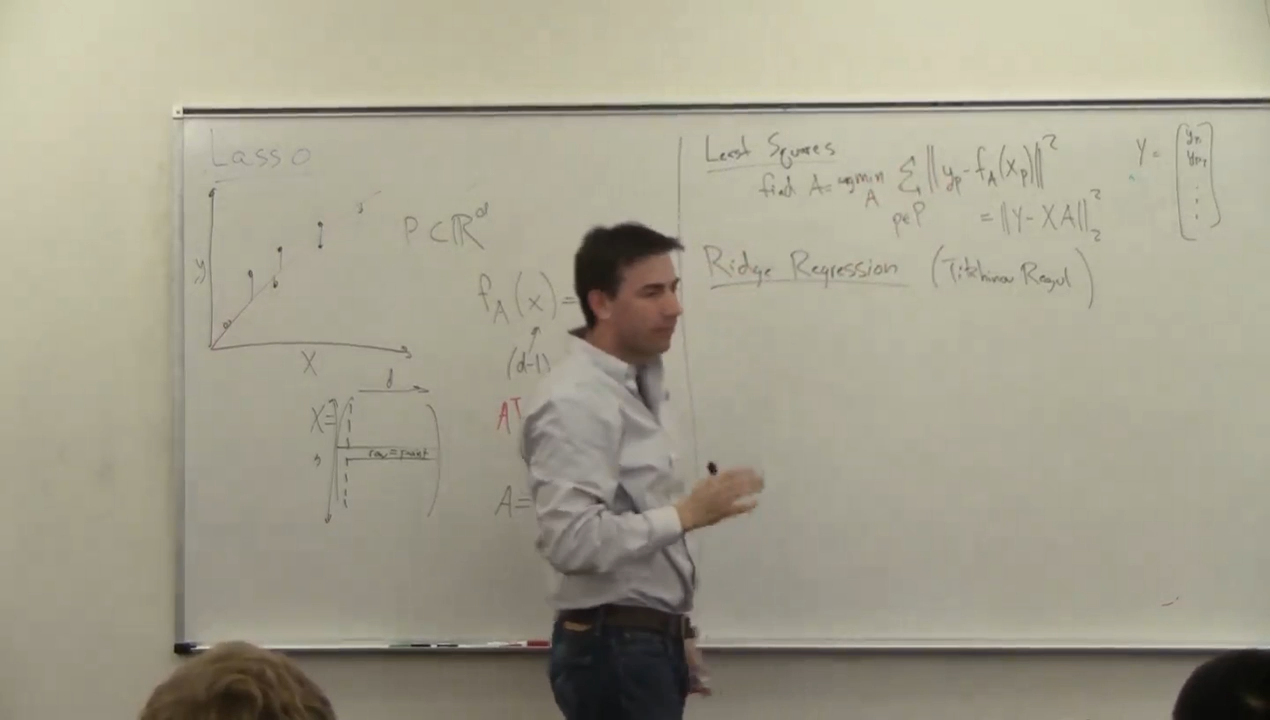 Lasso
y
X
P ⊂ ℝ^d
f_A(x) =
(d-1)
A^T
A =
d
X =
row = point
Least Squares
find A = argmin_A Σ_{p∈P} ||y_p - f_A(x_p)||^2
= ||Y - XA||_2^2
Y =
Ridge Regression (Tikhinov Regul)